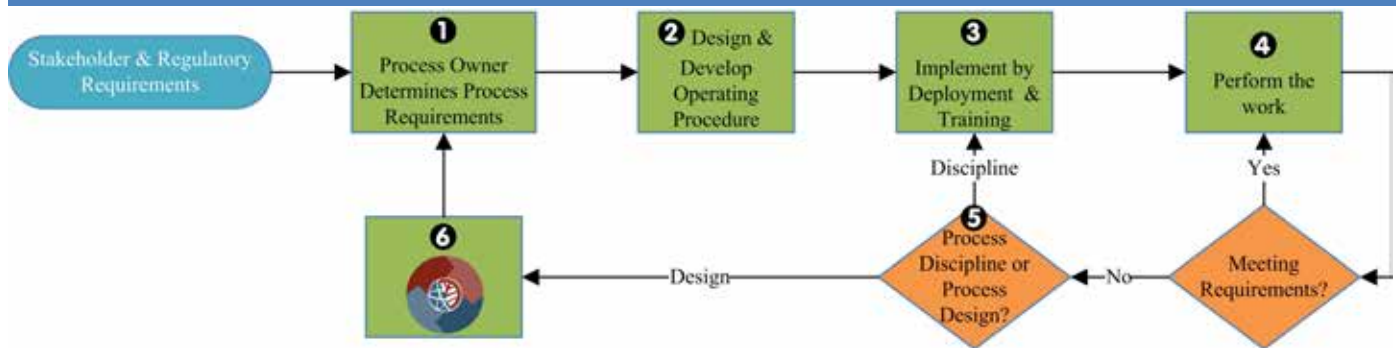 Stakeholder & Regulatory
Requirements
1
Process Owner
Determines Process
Requirements
2 Design &
Develop
Operating
Procedure
3
Implement by
Deployment &
Training
4
Perform the
work
Discipline
Yes
5
Process
Discipline or
Process
Design?
Meeting
Requirements?
No
Design
6